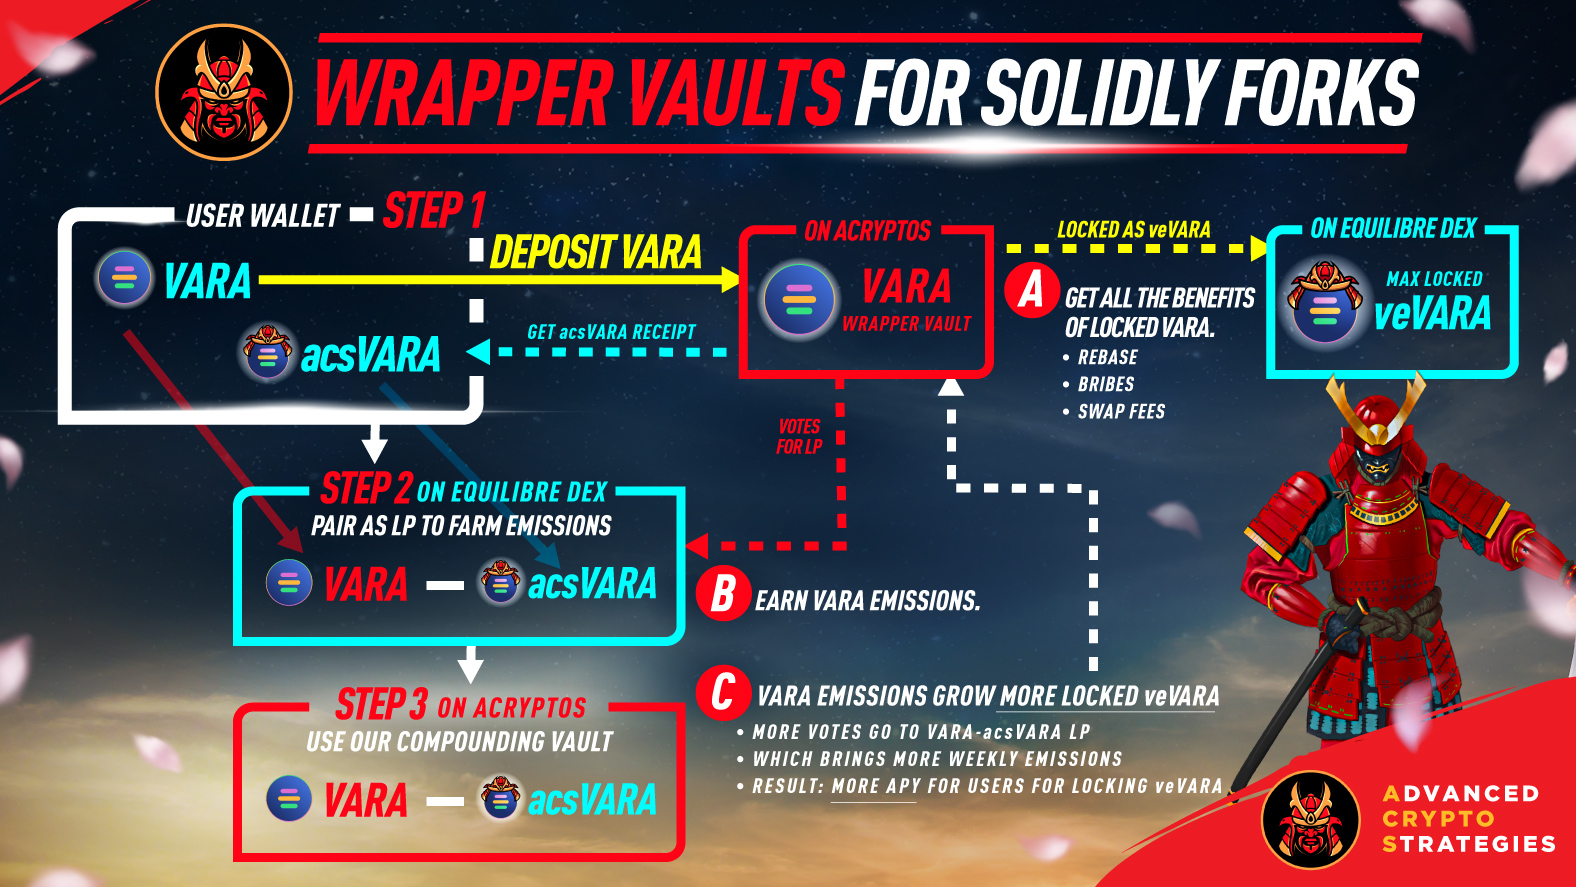 WRAPPER VAULTS FOR SOLIDLY FORKS
USER WALLET
STEP 1
VARA
acsVARA
DEPOSIT VARA
GET acsVARA RECEIPT
ON ACRYPTOS
VARA
WRAPPER VAULT
LOCKED AS veVARA
A
GET ALL THE BENEFITS
OF LOCKED VARA.
• REBASE
• BRIBES
• SWAP FEES
ON EQUILIBRE DEX
MAX LOCKED
veVARA
VOTES
FOR LP
STEP 2 ON EQUILIBRE DEX
PAIR AS LP TO FARM EMISSIONS
VARA — acsVARA
B
EARN VARA EMISSIONS.
STEP 3 ON ACRYPTOS
USE OUR COMPOUNDING VAULT
VARA — acsVARA
C
VARA EMISSIONS GROW MORE LOCKED veVARA
• MORE VOTES GO TO VARA-acsVARA LP
• WHICH BRINGS MORE WEEKLY EMISSIONS
• RESULT: MORE APY FOR USERS FOR LOCKING veVARA
ADVANCED
CRYPTO
STRATEGIES